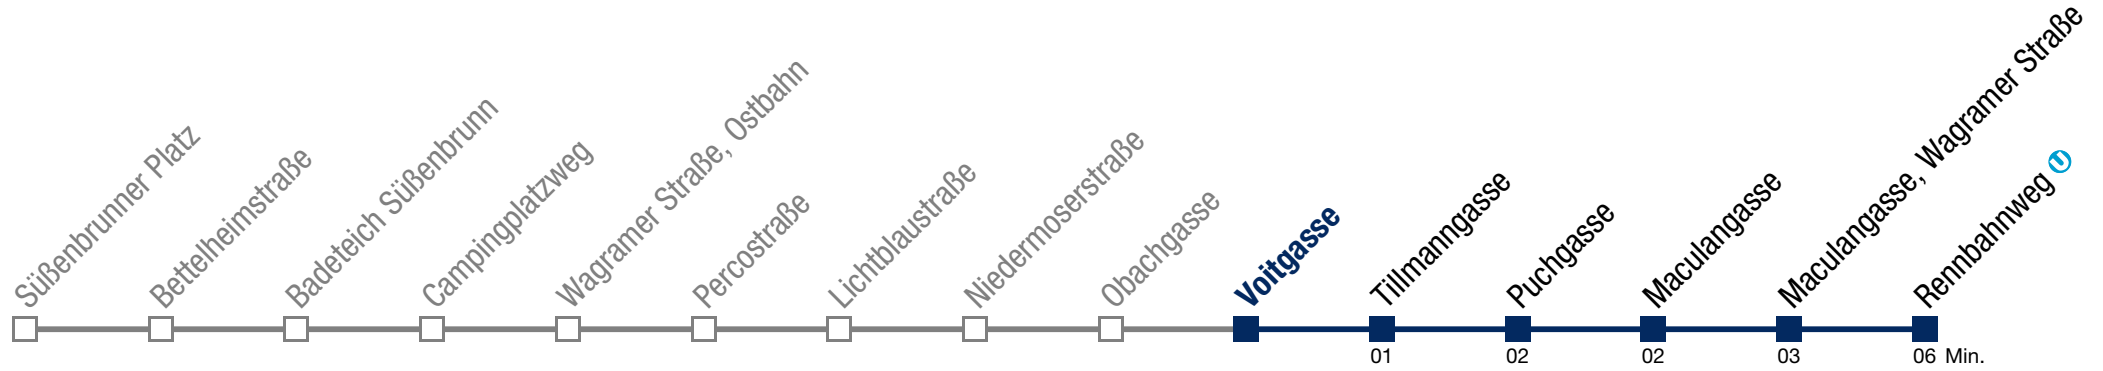 Süßenbrunner Platz
Bettelheimstraße
Badeteich Süßenbrunn
Campingplatzweg
Wagramer Straße, Ostbahn
Percostraße
Lichtblaustraße
Niedermoserstraße
Obachgasse
Voitgasse
Tillmanngasse
Puchgasse
Maculangasse
Maculangasse, Wagramer Straße
Rennbahnweg U
01 02 02 03 06 Min.